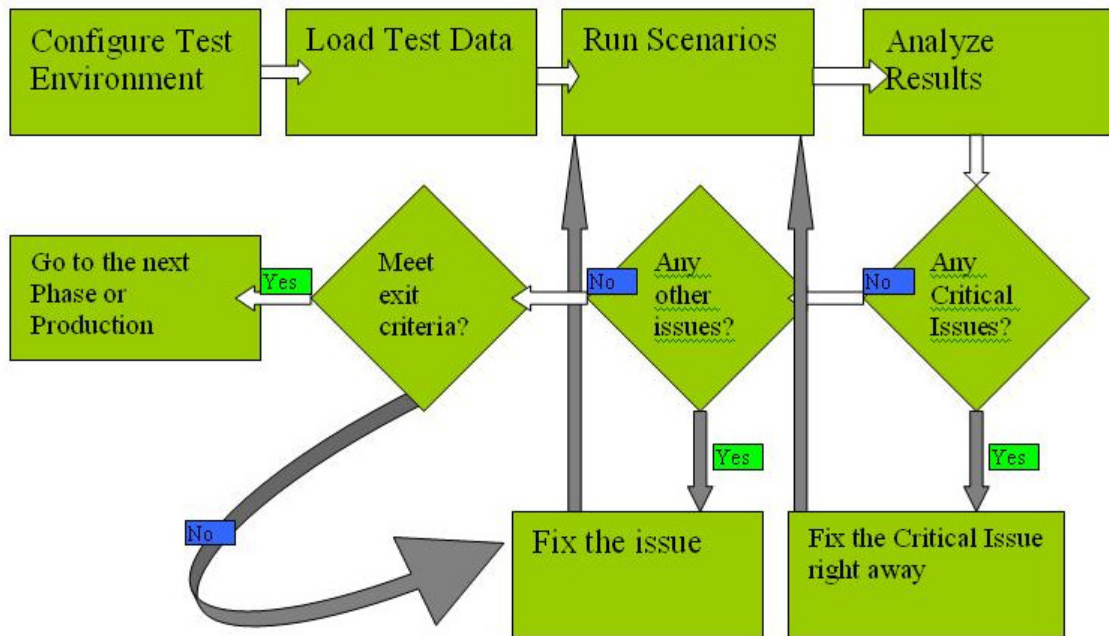 Configure Test
Environment
Load Test Data
Run Scenarios
Analyze
Results
Go to the next
Phase or
Production
Yes
Meet
exit
criteria?
No
Any
other
issues?
No
Any
Critical
Issues?
Yes
Yes
No
Fix the issue
Fix the Critical Issue
right away